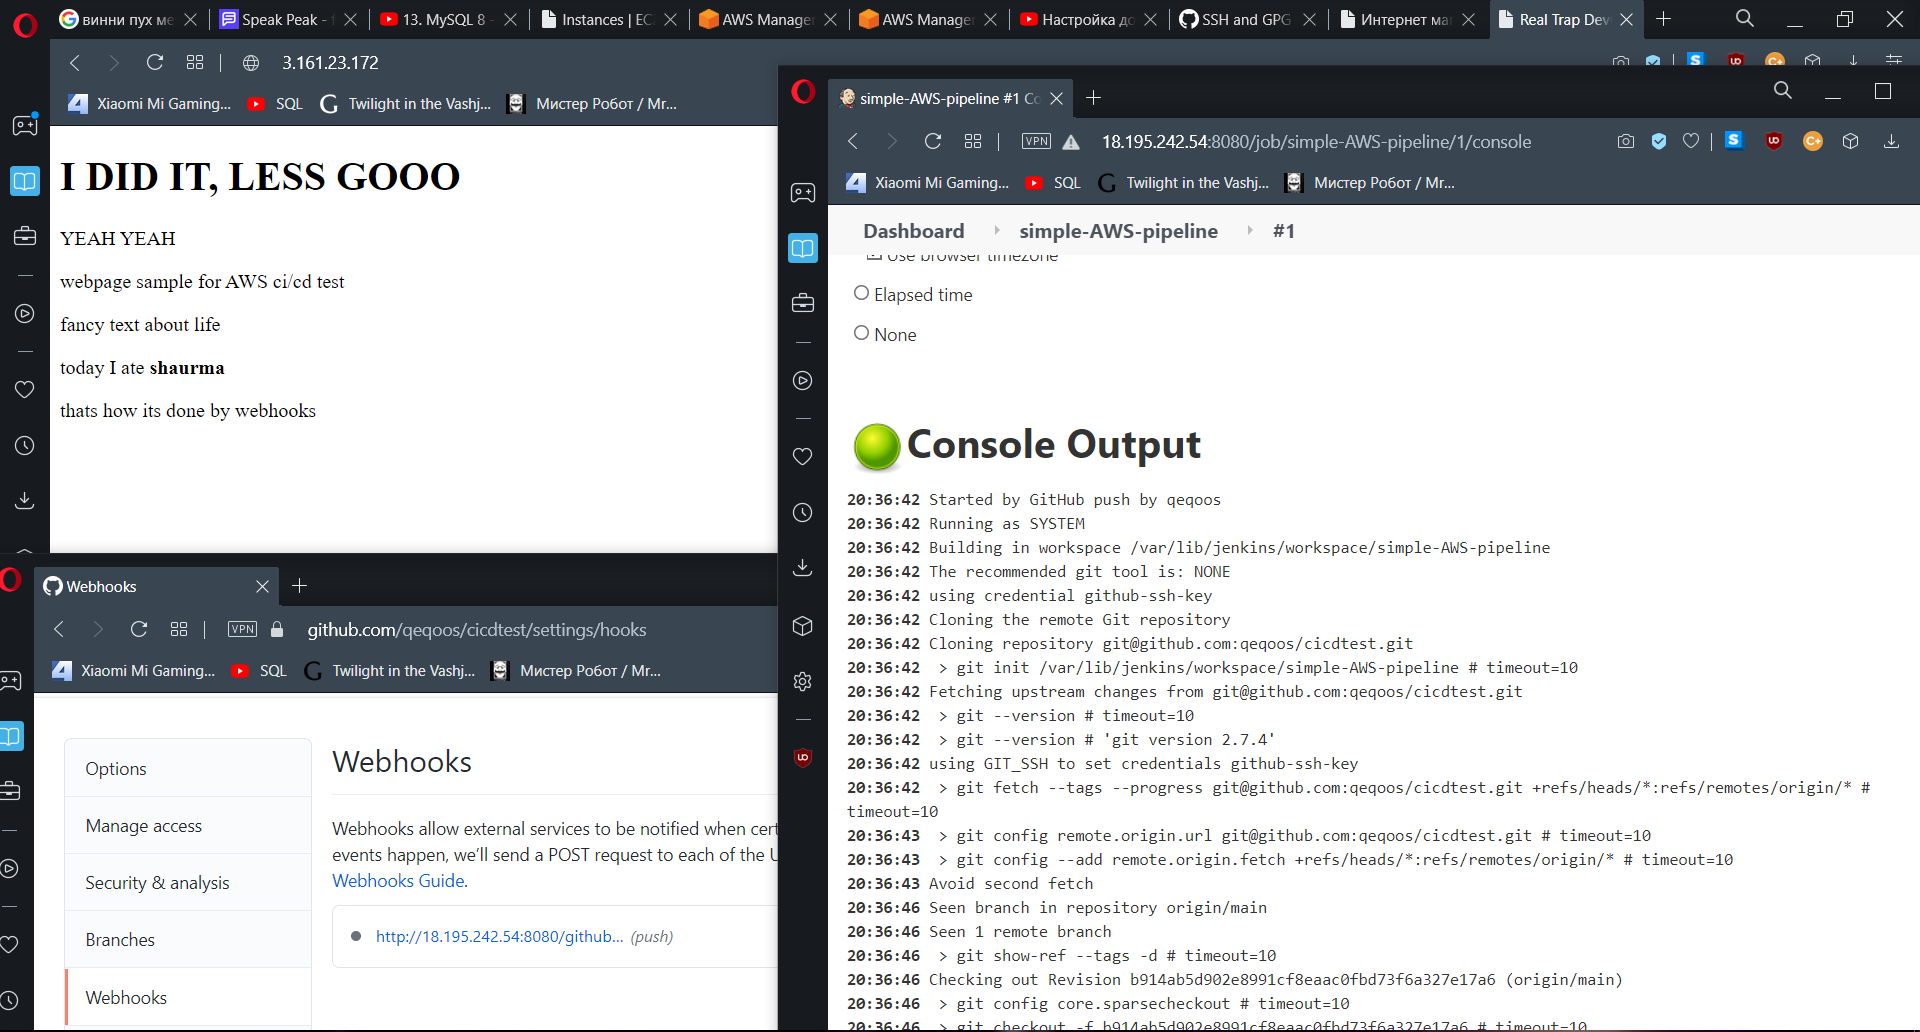 винни пух ме
Speak Peak -
13. MySQL 8 -
Instances | EC
AWS Manage
AWS Manage
Настройка до
SSH and GPG
Интернет ма
Real Trap Dev
3.161.23.172
Xiaomi Mi Gaming...
SQL
Twilight in the Vashj...
Мистер Робот / Mr...
I DID IT, LESS GOOO
YEAH YEAH
webpage sample for AWS ci/cd test
fancy text about life
today I ate shaurma
thats how its done by webhooks
simple-AWS-pipeline #1 Co
VPN
18.195.242.54:8080/job/simple-AWS-pipeline/1/console
Xiaomi Mi Gaming...
SQL
Twilight in the Vashj...
Мистер Робот / Mr...
Dashboard
simple-AWS-pipeline
#1
Use browser timezone
Elapsed time
None
Console Output
20:36:42 Started by GitHub push by qeqoos
20:36:42 Running as SYSTEM
20:36:42 Building in workspace /var/lib/jenkins/workspace/simple-AWS-pipeline
20:36:42 The recommended git tool is: NONE
20:36:42 using credential github-ssh-key
20:36:42 Cloning the remote Git repository
20:36:42 Cloning repository git@github.com:qeqoos/cicdtest.git
20:36:42 > git init /var/lib/jenkins/workspace/simple-AWS-pipeline # timeout=10
20:36:42 Fetching upstream changes from git@github.com:qeqoos/cicdtest.git
20:36:42 > git --version # timeout=10
20:36:42 > git --version # 'git version 2.7.4'
20:36:42 using GIT_SSH to set credentials github-ssh-key
20:36:42 > git fetch --tags --progress git@github.com:qeqoos/cicdtest.git +refs/heads/*:refs/remotes/origin/* #
timeout=10
20:36:43 > git config remote.origin.url git@github.com:qeqoos/cicdtest.git # timeout=10
20:36:43 > git config --add remote.origin.fetch +refs/heads/*:refs/remotes/origin/* # timeout=10
20:36:43 Avoid second fetch
20:36:46 Seen branch in repository origin/main
20:36:46 Seen 1 remote branch
20:36:46 > git show-ref --tags -d # timeout=10
20:36:46 Checking out Revision b914ab5d902e8991cf8eaac0fbd73f6a327e17a6 (origin/main)
20:36:46 > git config core.sparsecheckout # timeout=10
20:36:46 > git checkout -f b914ab5d902e8991cf8eaac0fbd73f6a327e17a6 # timeout=10
Webhooks
VPN
github.com/qeqoos/cicdtest/settings/hooks
Xiaomi Mi Gaming...
SQL
Twilight in the Vashj...
Мистер Робот / Mr...
Options
Manage access
Security & analysis
Branches
Webhooks
Webhooks
Webhooks allow external services to be notified when cert
events happen, we'll send a POST request to each of the U
Webhooks Guide.
http://18.195.242.54:8080/github... (push)